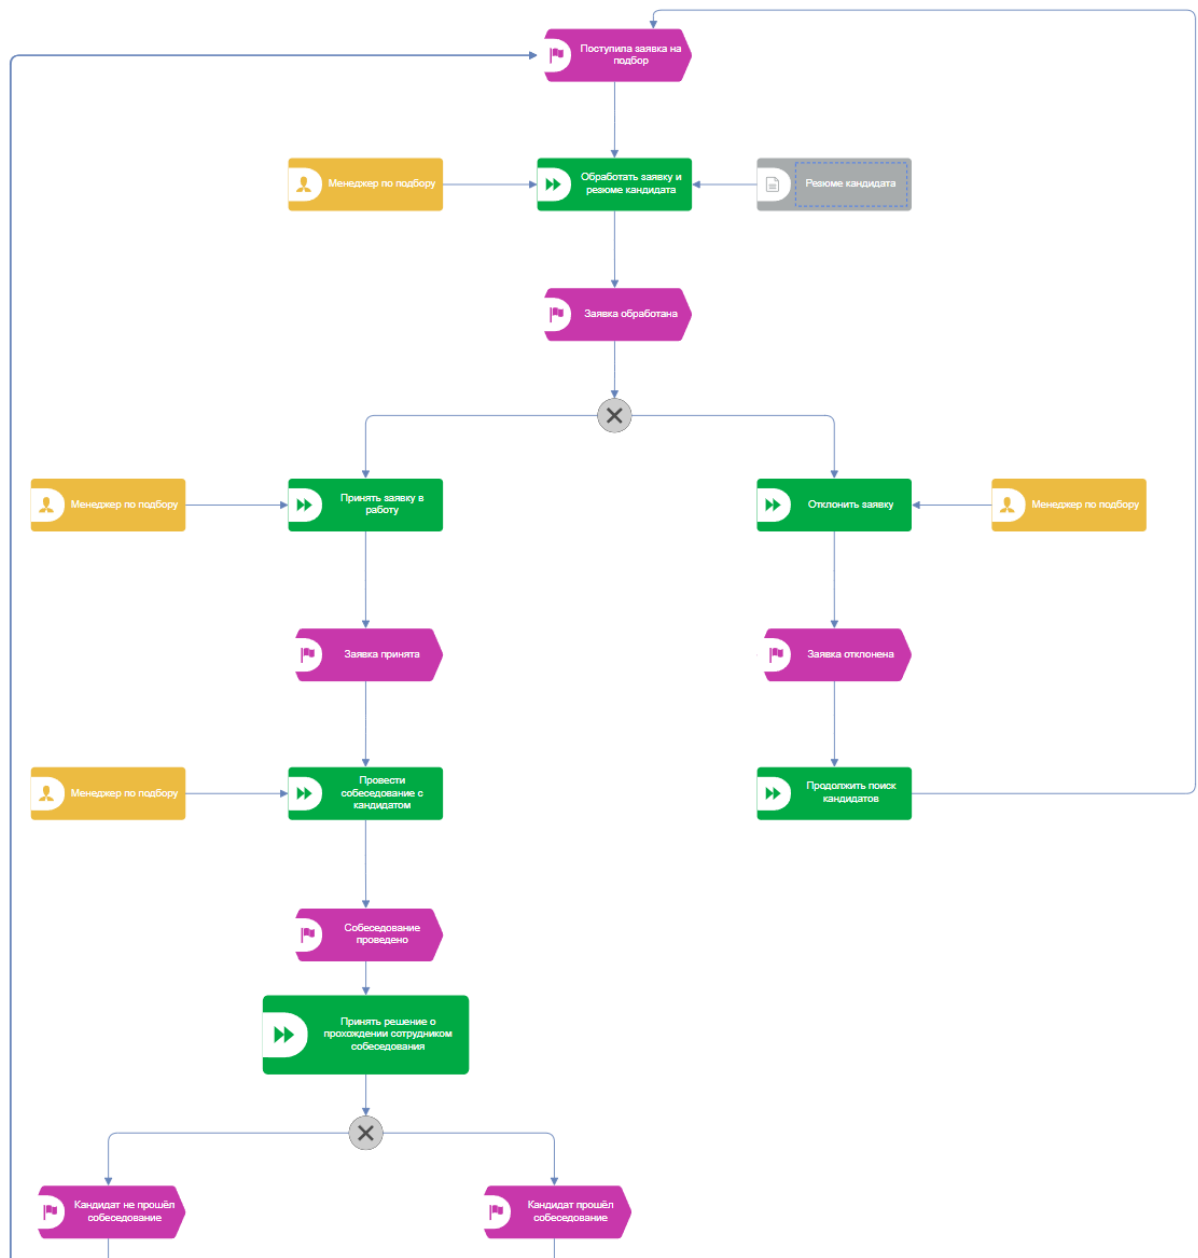 Поступила заявка на
подбор
Менеджер по подбору
Обработать заявку и
резюме кандидата
Резюме кандидата
Заявка обработана
Менеджер по подбору
Принять заявку в
работу
Отклонить заявку
Менеджер по подбору
Заявка принята
Заявка отклонена
Менеджер по подбору
Провести
собеседование с
кандидатом
Продолжить поиск
кандидатов
Собеседование
проведено
Принять решение о
прохождении сотрудником
собеседования
Кандидат не прошёл
собеседование
Кандидат прошёл
собеседование